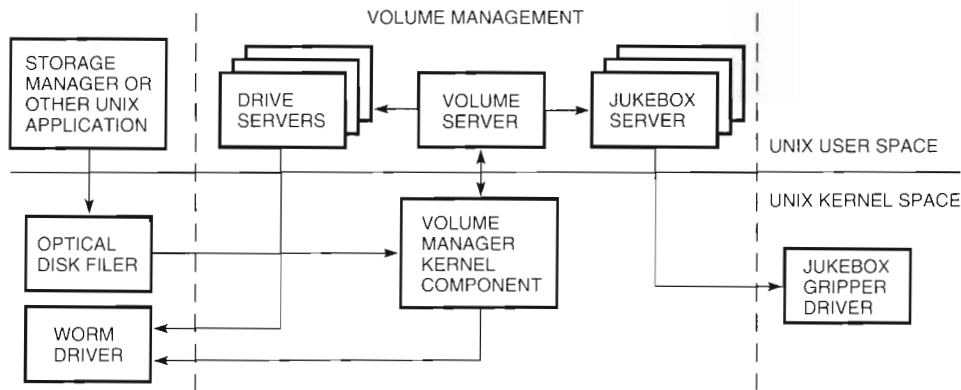 VOLUME MANAGEMENT
STORAGE
MANAGER OR
OTHER UNIX
APPLICATION
DRIVE
SERVERS
VOLUME
SERVER
JUKEBOX
SERVER
UNIX USER SPACE
UNIX KERNEL SPACE
OPTICAL
DISK FILER
VOLUME
MANAGER
KERNEL
COMPONENT
JUKEBOX
GRIPPER
DRIVER
WORM
DRIVER